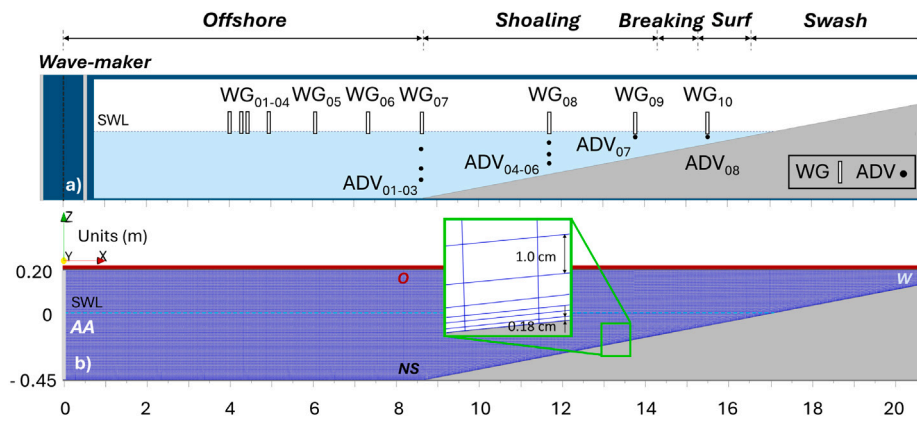 Offshore Shoaling Breaking Surf Swash
Wave-maker
WG01-04 WG05 WG06 WG07 WG08 WG09 WG10
SWL
ADV07
ADV04-06
ADV08
ADV01-03
WG ADV
a)
Z
Units (m)
Y X
1.0 cm
0.20
O
W
SWL
0
AA
0.18 cm
b)
NS
- 0.45
0 2 4 6 8 10 12 14 16 18 20